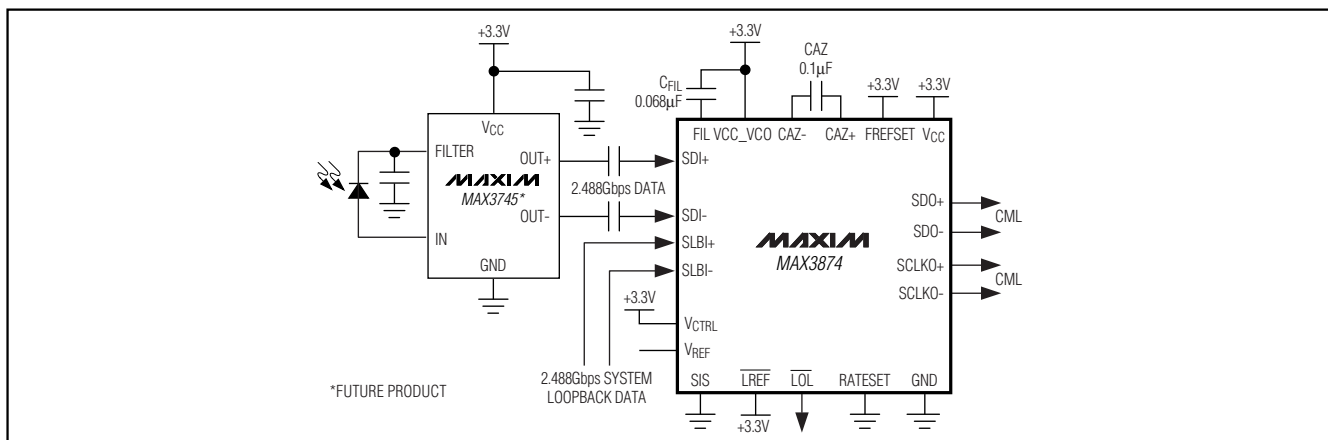 +3.3V
+3.3V
CAZ
0.1µF
CFIL
0.068µF
+3.3V
+3.3V
VCC
FIL
VCC_VCO
CAZ-
CAZ+
FREFSET
VCC
FILTER
OUT+
SDI+
MAXIM
MAX3745*
2.488Gbps DATA
OUT-
SDI-
IN
SLBI+
GND
SLBI-
MAXIM
MAX3874
SDO+
CML
SDO-
SCLKO+
CML
SCLKO-
+3.3V
VCTRL
VREF
*FUTURE PRODUCT
2.488Gbps SYSTEM
LOOPBACK DATA
SIS
LREF
LOL
RATESET
GND
+3.3V